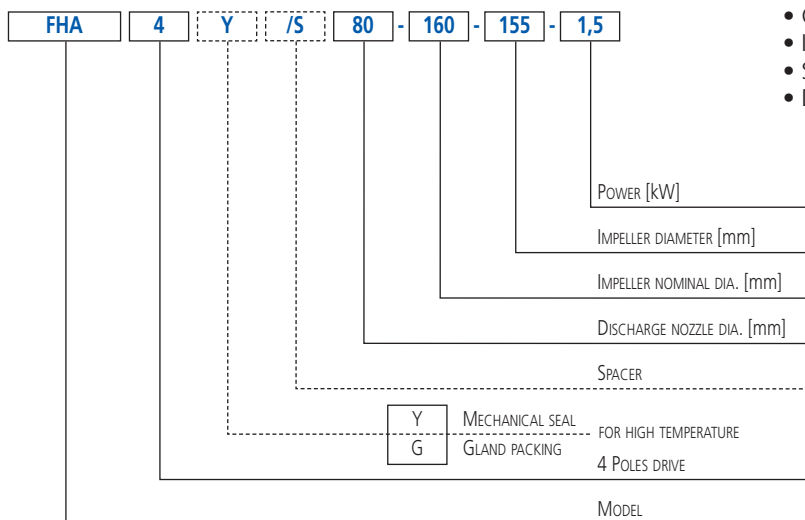 FHA 4 Y /S 80 - 160 - 155 - 1,5
POWER [kW]
IMPELLER DIAMETER [mm]
IMPELLER NOMINAL DIA. [mm]
DISCHARGE NOZZLE DIA. [mm]
SPACER
Y MECHANICAL SEAL
FOR HIGH TEMPERATURE
G GLAND PACKING
4 POLES DRIVE
MODEL